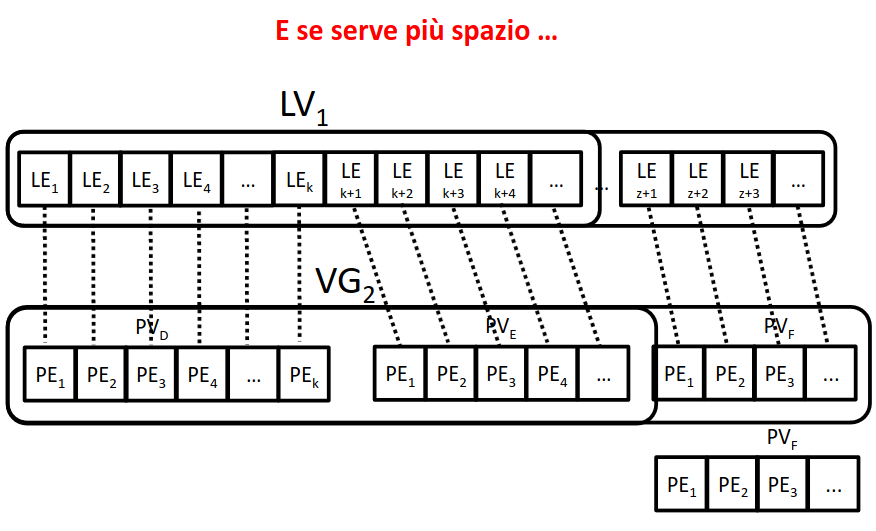 E se serve più spazio ...
LV1
LE1 LE2 LE3 LE4 ... LEk LE k+1 LE k+2 LE k+3 LE k+4 ... ... LE z+1 LE z+2 LE z+3 ...
VG2
PVD PVE PVF
PE1 PE2 PE3 PE4 ... PEk PE1 PE2 PE3 PE4 ... PE1 PE2 PE3 ...
PVF
PE1 PE2 PE3 ...